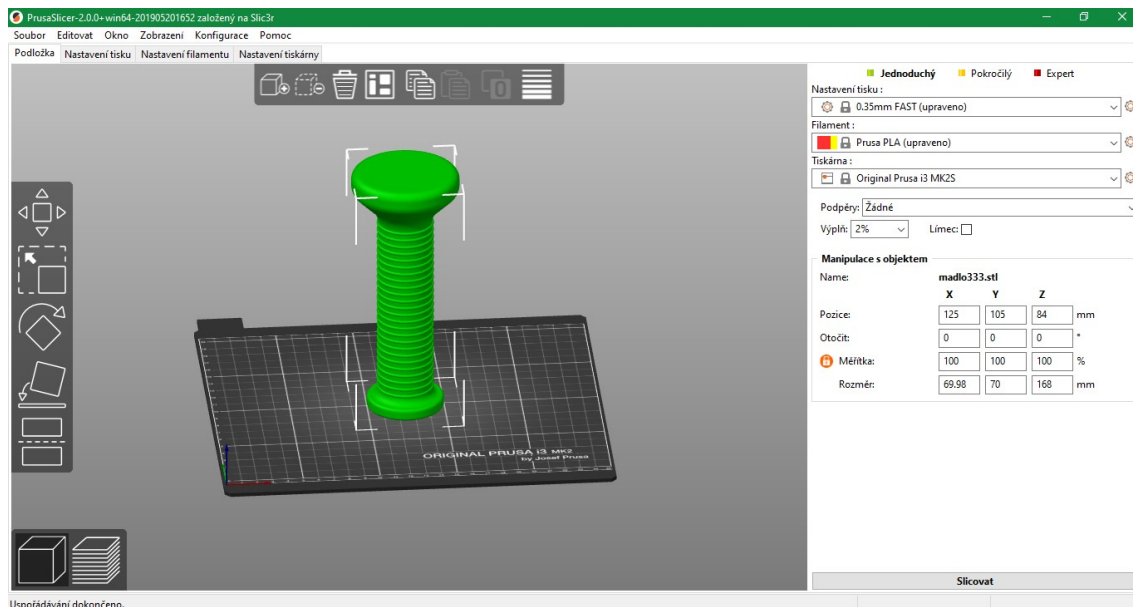 PrusaSlicer-2.0.0+win64-201905201652 založený na Slic3r
Soubor Editovat Okno Zobrazení Konfigurace Pomoc
Podložka Nastavení tisku Nastavení filamentu Nastavení tiskárny
Jednoduchý Pokročilý Expert
Nastavení tisku :
0.35mm FAST (upraveno)
Filament :
Prusa PLA (upraveno)
Tiskárna :
Original Prusa i3 MK2S
Podpěry: Žádné
Výplň: 2% Límec:
Manipulace s objektem
Name: madlo333.stl
X Y Z
Pozice: 125 105 84 mm
Otočit: 0 0 0 °
Měřítka: 100 100 100 %
Rozměr: 69.98 70 168 mm
ORIGINAL PRUSA i3 MK2
by Josef Prusa
Slicovat
Uspořádávání dokončeno.